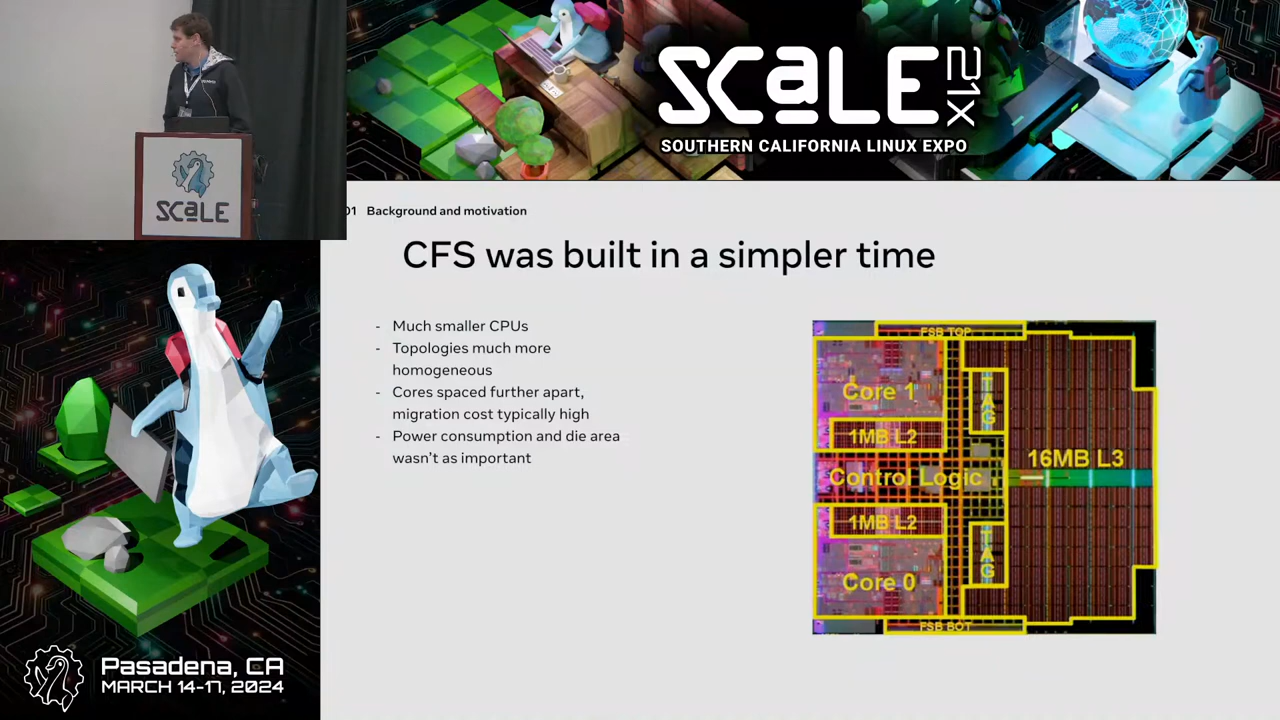 SCaLE 21X
SOUTHERN CALIFORNIA LINUX EXPO
SCaLE
01 Background and motivation
CFS was built in a simpler time
- Much smaller CPUs
- Topologies much more
homogeneous
- Cores spaced further apart,
migration cost typically high
- Power consumption and die area
wasn't as important
FSB TOP
Core 1
TAG
1MB L2
16MB L3
Control Logic
1MB L2
TAG
Core 0
FSB BOT
Pasadena, CA
MARCH 14-17, 2024